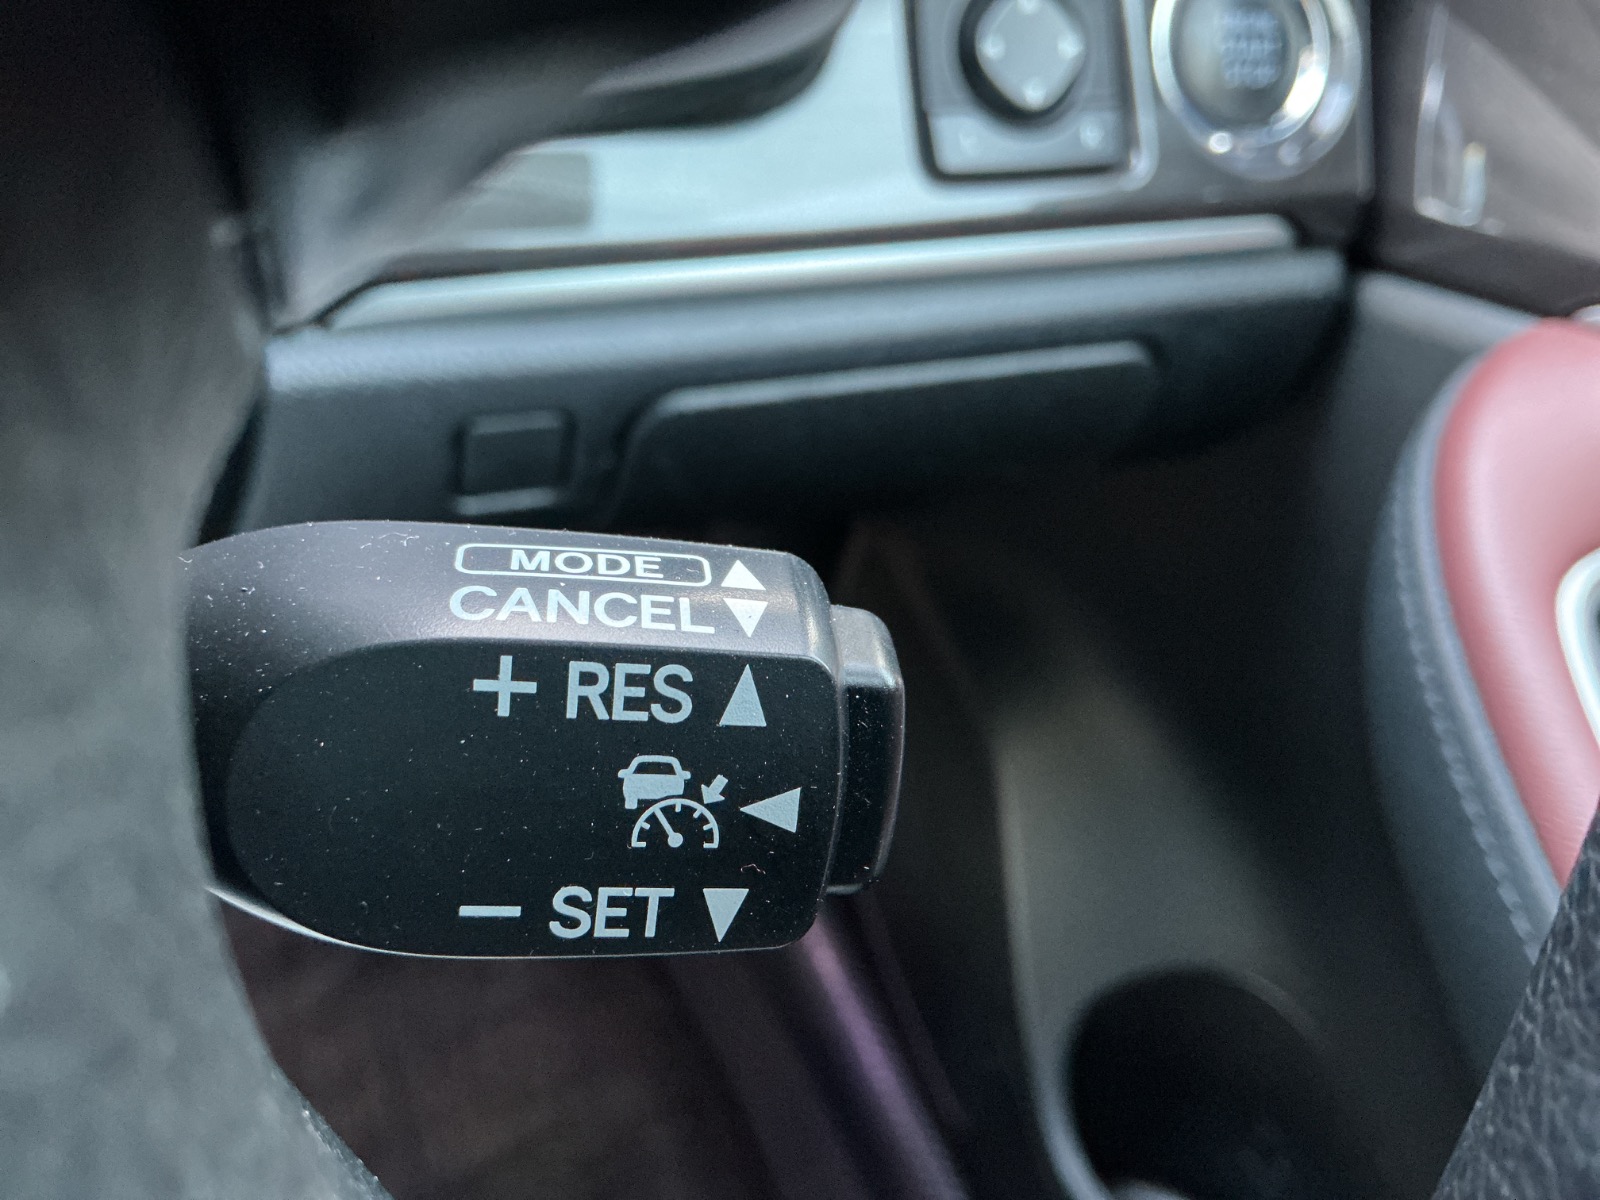 MODE
CANCEL
+ RES
– SET